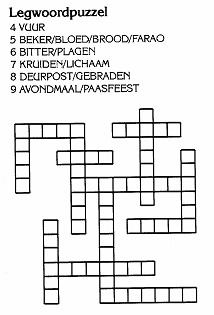 Legwoordpuzzel
4 VUUR
5 BEKER/BLOED/BROOD/FARAO
6 BITTER/PLAGEN
7 KRUIDEN/LICHAAM
8 DEURPOST/GEBRADEN
9 AVONDMAAL/PAASFEEST